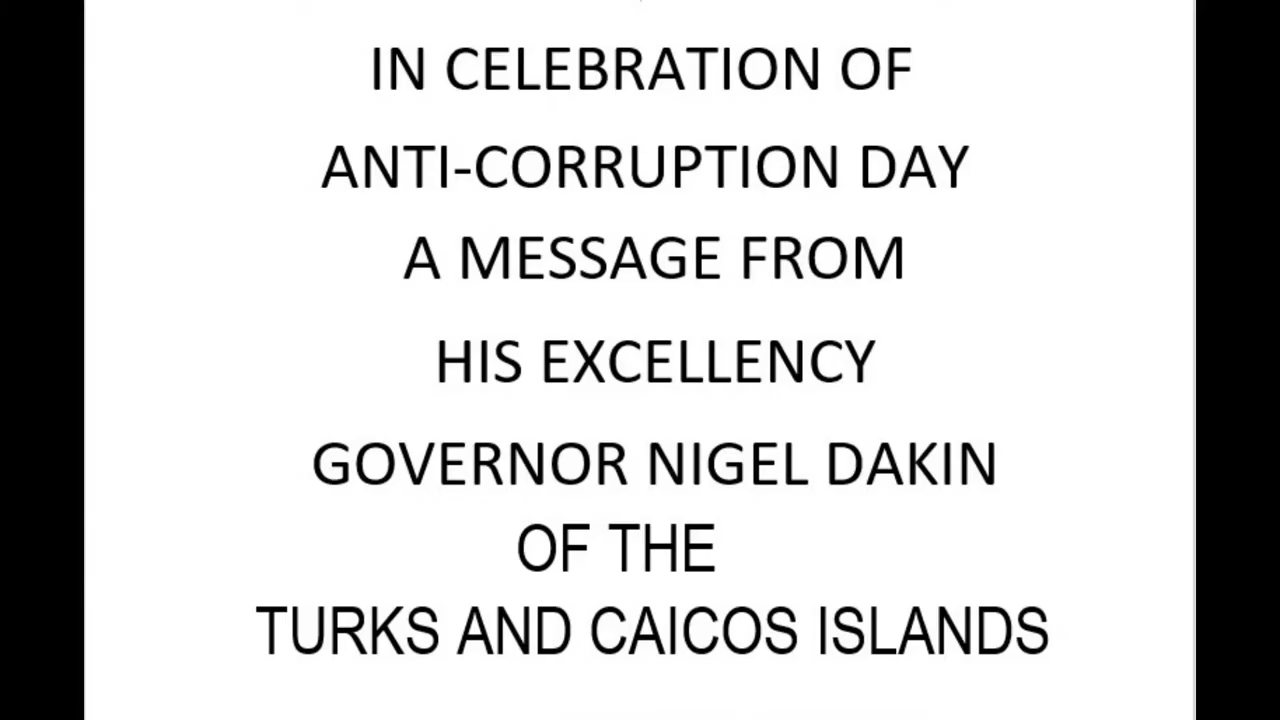 IN CELEBRATION OF
ANTI-CORRUPTION DAY
A MESSAGE FROM
HIS EXCELLENCY
GOVERNOR NIGEL DAKIN
OF THE
TURKS AND CAICOS ISLANDS